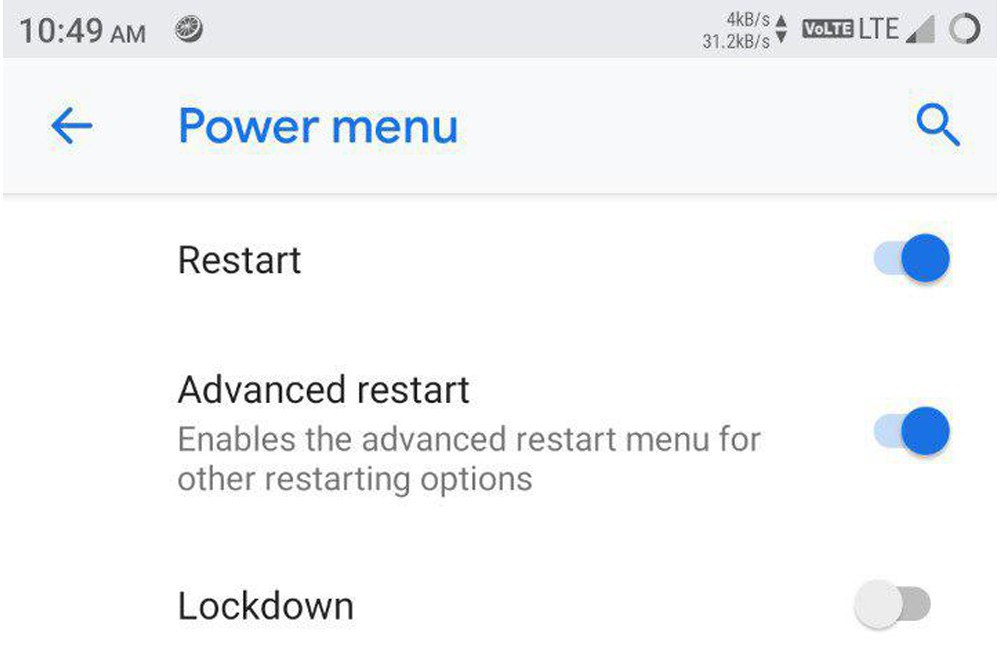 10:49 AM
4kB/s
31.2kB/s
VoLTE LTE
Power menu
Restart
Advanced restart
Enables the advanced restart menu for
other restarting options
Lockdown